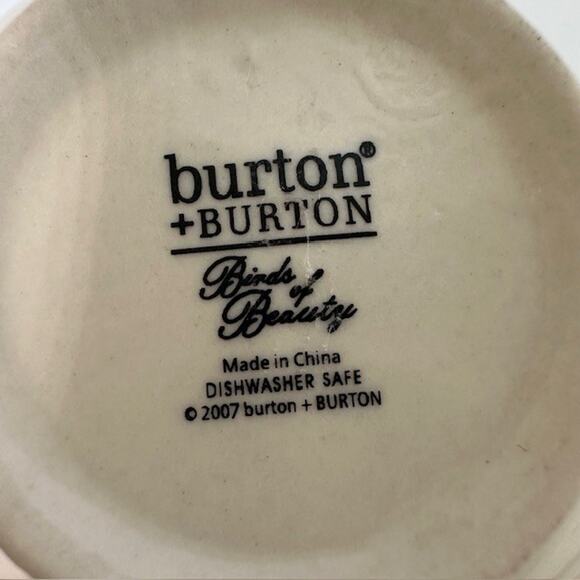 burton®
+BURTON
Birds of
Beauty
Made in China
DISHWASHER SAFE
© 2007 burton + BURTON